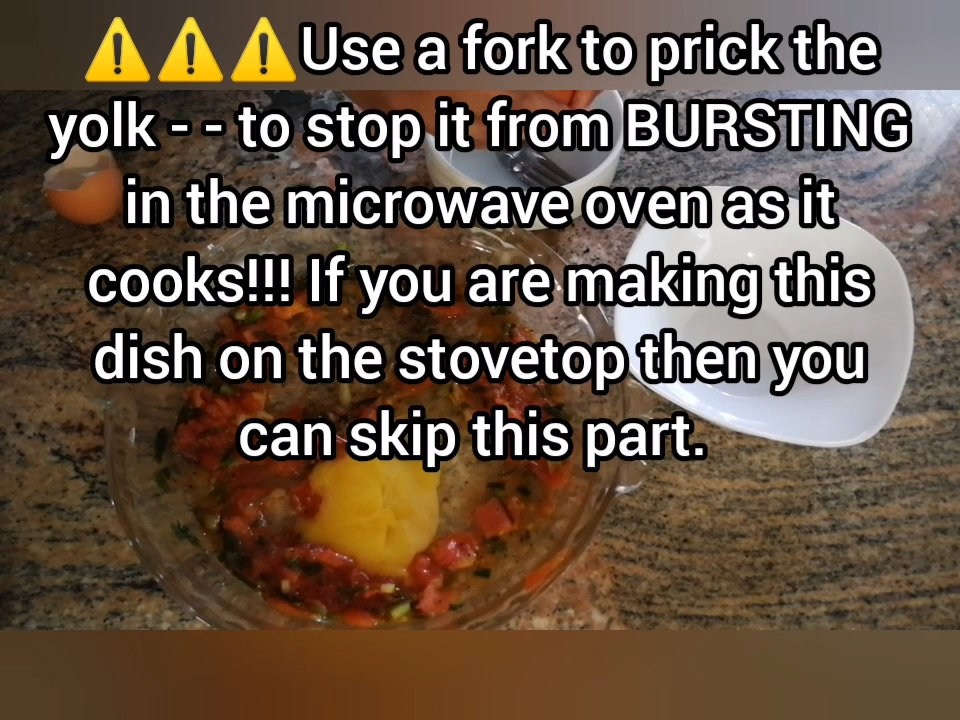 ⚠️⚠️⚠️Use a fork to prick the
yolk - - to stop it from BURSTING
in the microwave oven as it
cooks!!! If you are making this
dish on the stovetop then you
can skip this part.